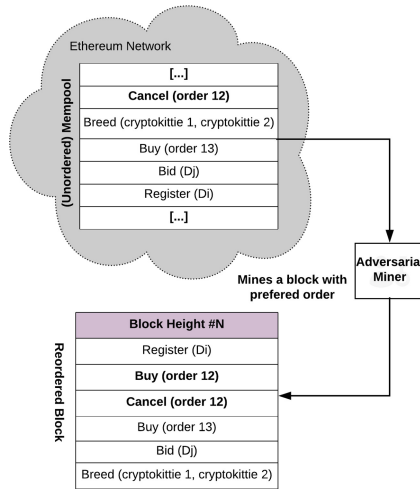 Ethereum Network
(Unordered) Mempool
[...]
Cancel (order 12)
Breed (cryptokittie 1, cryptokittie 2)
Buy (order 13)
Bid (Dj)
Register (Di)
[...]
Adversarial
Miner
Mines a block with
prefered order
Reordered Block
Block Height #N
Register (Di)
Buy (order 12)
Cancel (order 12)
Buy (order 13)
Bid (Dj)
Breed (cryptokittie 1, cryptokittie 2)